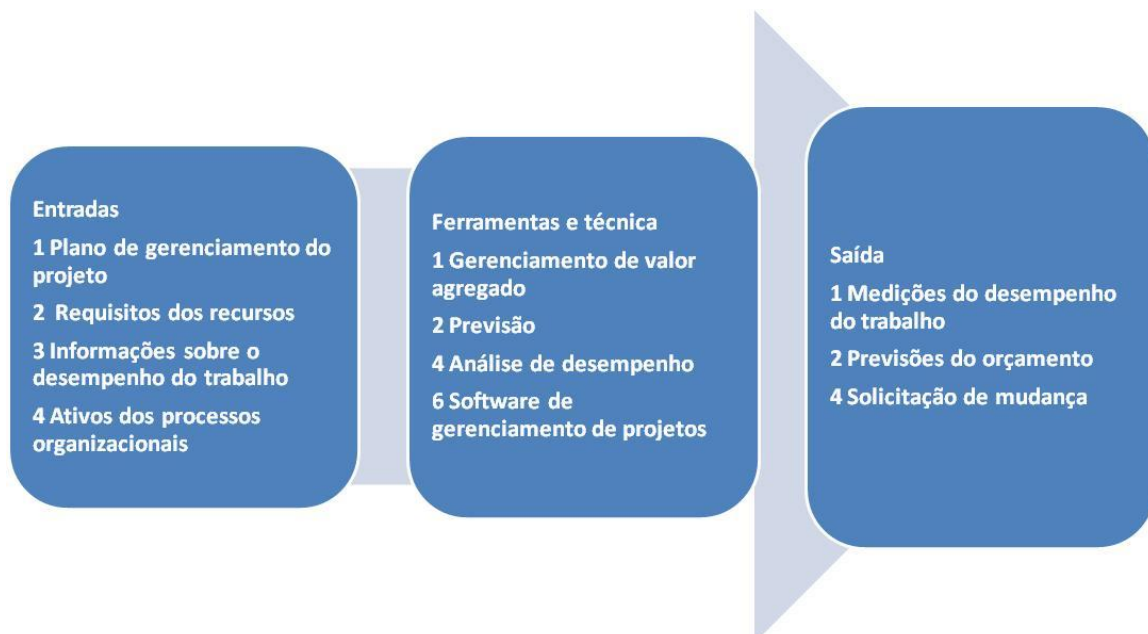 Entradas
1 Plano de gerenciamento do
projeto
2 Requisitos dos recursos
3 Informações sobre o
desempenho do trabalho
4 Ativos dos processos
organizacionais
Ferramentas e técnica
1 Gerenciamento de valor
agregado
2 Previsão
4 Análise de desempenho
6 Software de
gerenciamento de projetos
Saída
1 Medições do desempenho
do trabalho
2 Previsões do orçamento
4 Solicitação de mudança